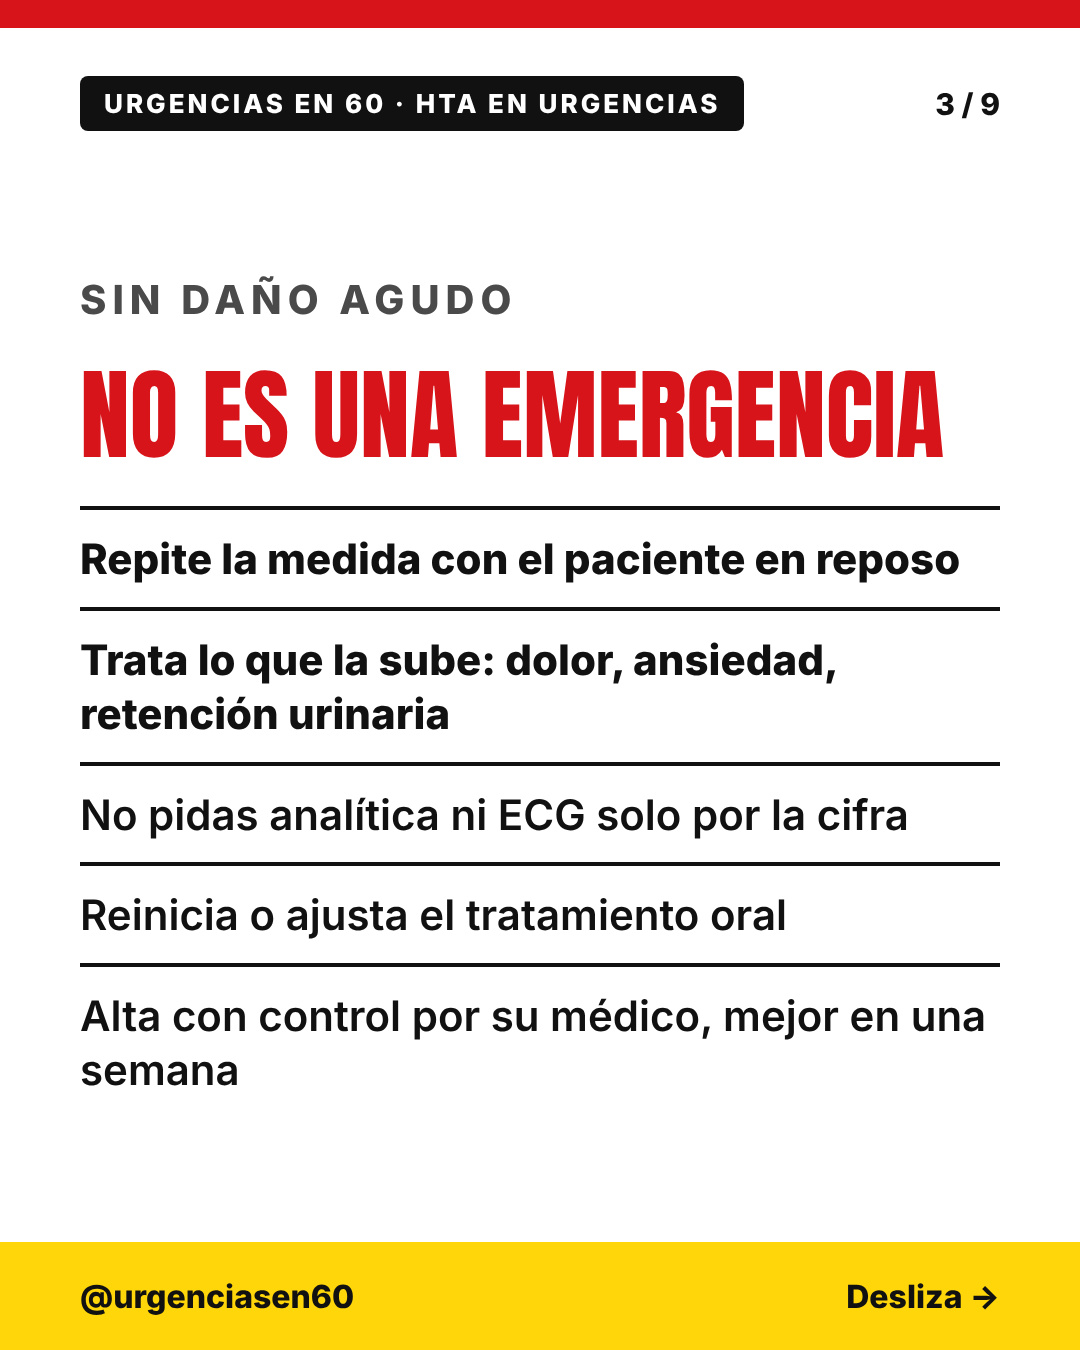 URGENCIAS EN 60 · HTA EN URGENCIAS
3 / 9
SIN DAÑO AGUDO
NO ES UNA EMERGENCIA
Repite la medida con el paciente en reposo
Trata lo que la sube: dolor, ansiedad,
retención urinaria
No pidas analítica ni ECG solo por la cifra
Reinicia o ajusta el tratamiento oral
Alta con control por su médico, mejor en una
semana
@urgenciasen60
Desliza →